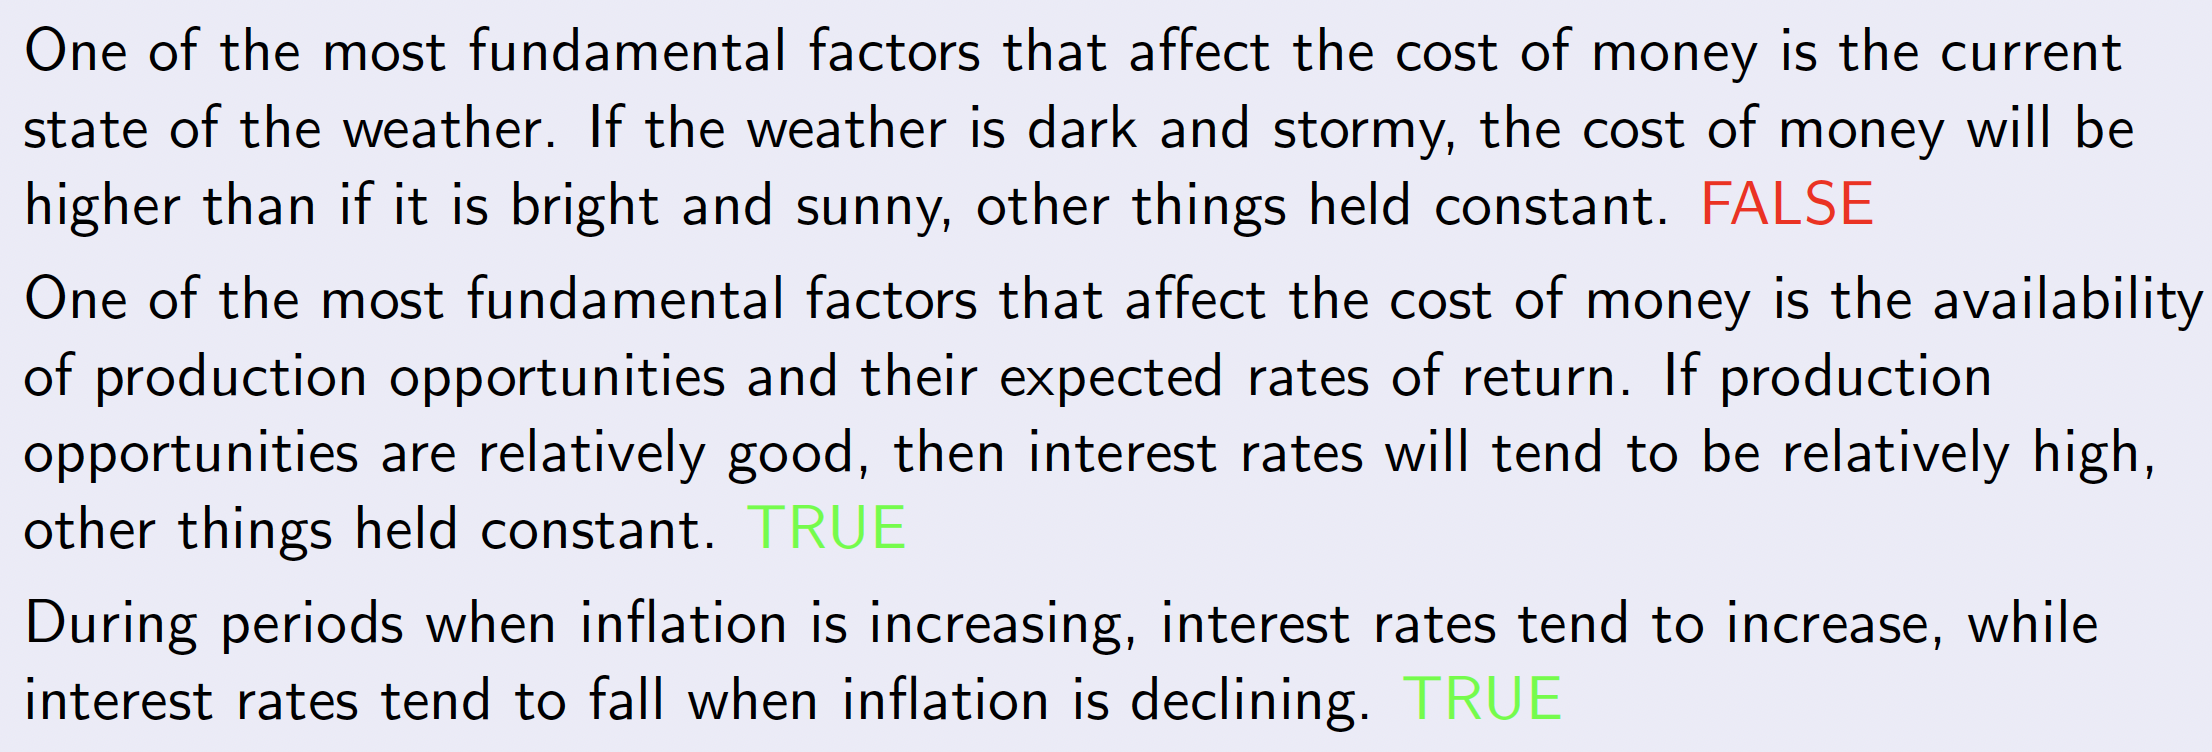 One of the most fundamental factors that affect the cost of money is the current
state of the weather. If the weather is dark and stormy, the cost of money will be
higher than if it is bright and sunny, other things held constant. FALSE
One of the most fundamental factors that affect the cost of money is the availability
of production opportunities and their expected rates of return. If production
opportunities are relatively good, then interest rates will tend to be relatively high,
other things held constant. TRUE
During periods when inflation is increasing, interest rates tend to increase, while
interest rates tend to fall when inflation is declining. TRUE